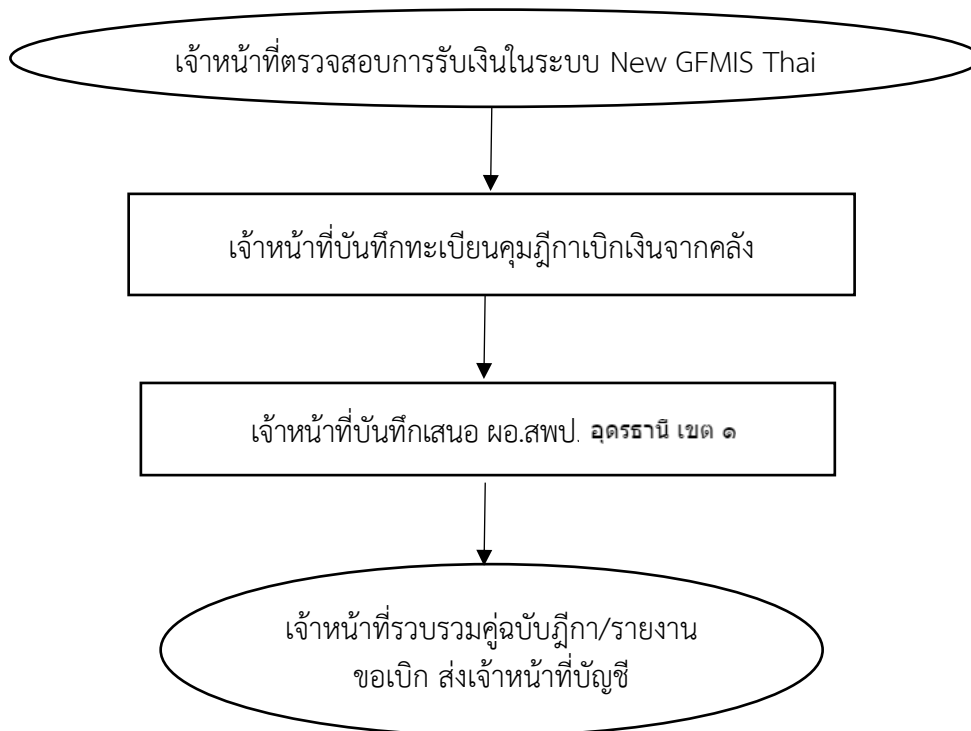 เจ้าหน้าที่ตรวจสอบการรับเงินในระบบ New GFMIS Thai
เจ้าหน้าที่บันทึกทะเบียนคุมฎีกาเบิกเงินจากคลัง
เจ้าหน้าที่บันทึกเสนอ ผอ.สพป. อุดรธานี เขต ๑
เจ้าหน้าที่รวบรวมคู่ฉบับฎีกา/รายงาน
ขอเบิก ส่งเจ้าหน้าที่บัญชี